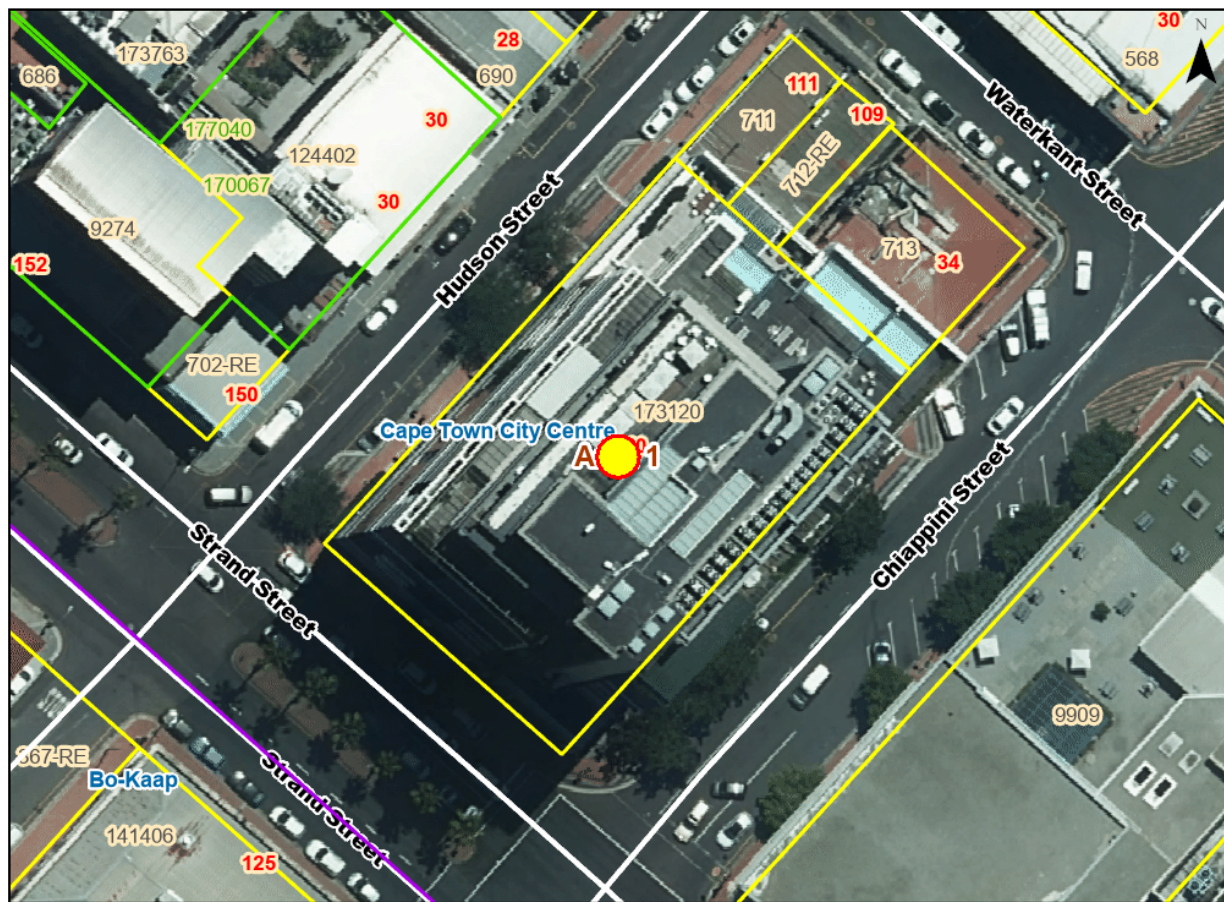 30
N
173763
28
568
686
690
111
Waterkant Street
30
177040
711
109
124402
712-RE
170067
Hudson Street
30
9274
713
34
152
702-RE
150
173120
Cape Town City Centre
A
1
Chiappini Street
Strand Street
9909
367-RE
Bo-Kaap
Strand Street
141406
125